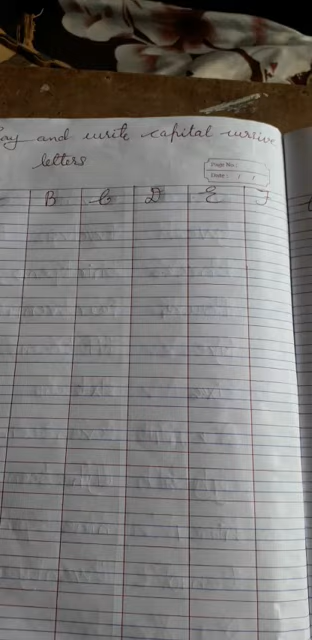 ay and write capital cursive
letters
Page No.:
Date: / /
B C D E F